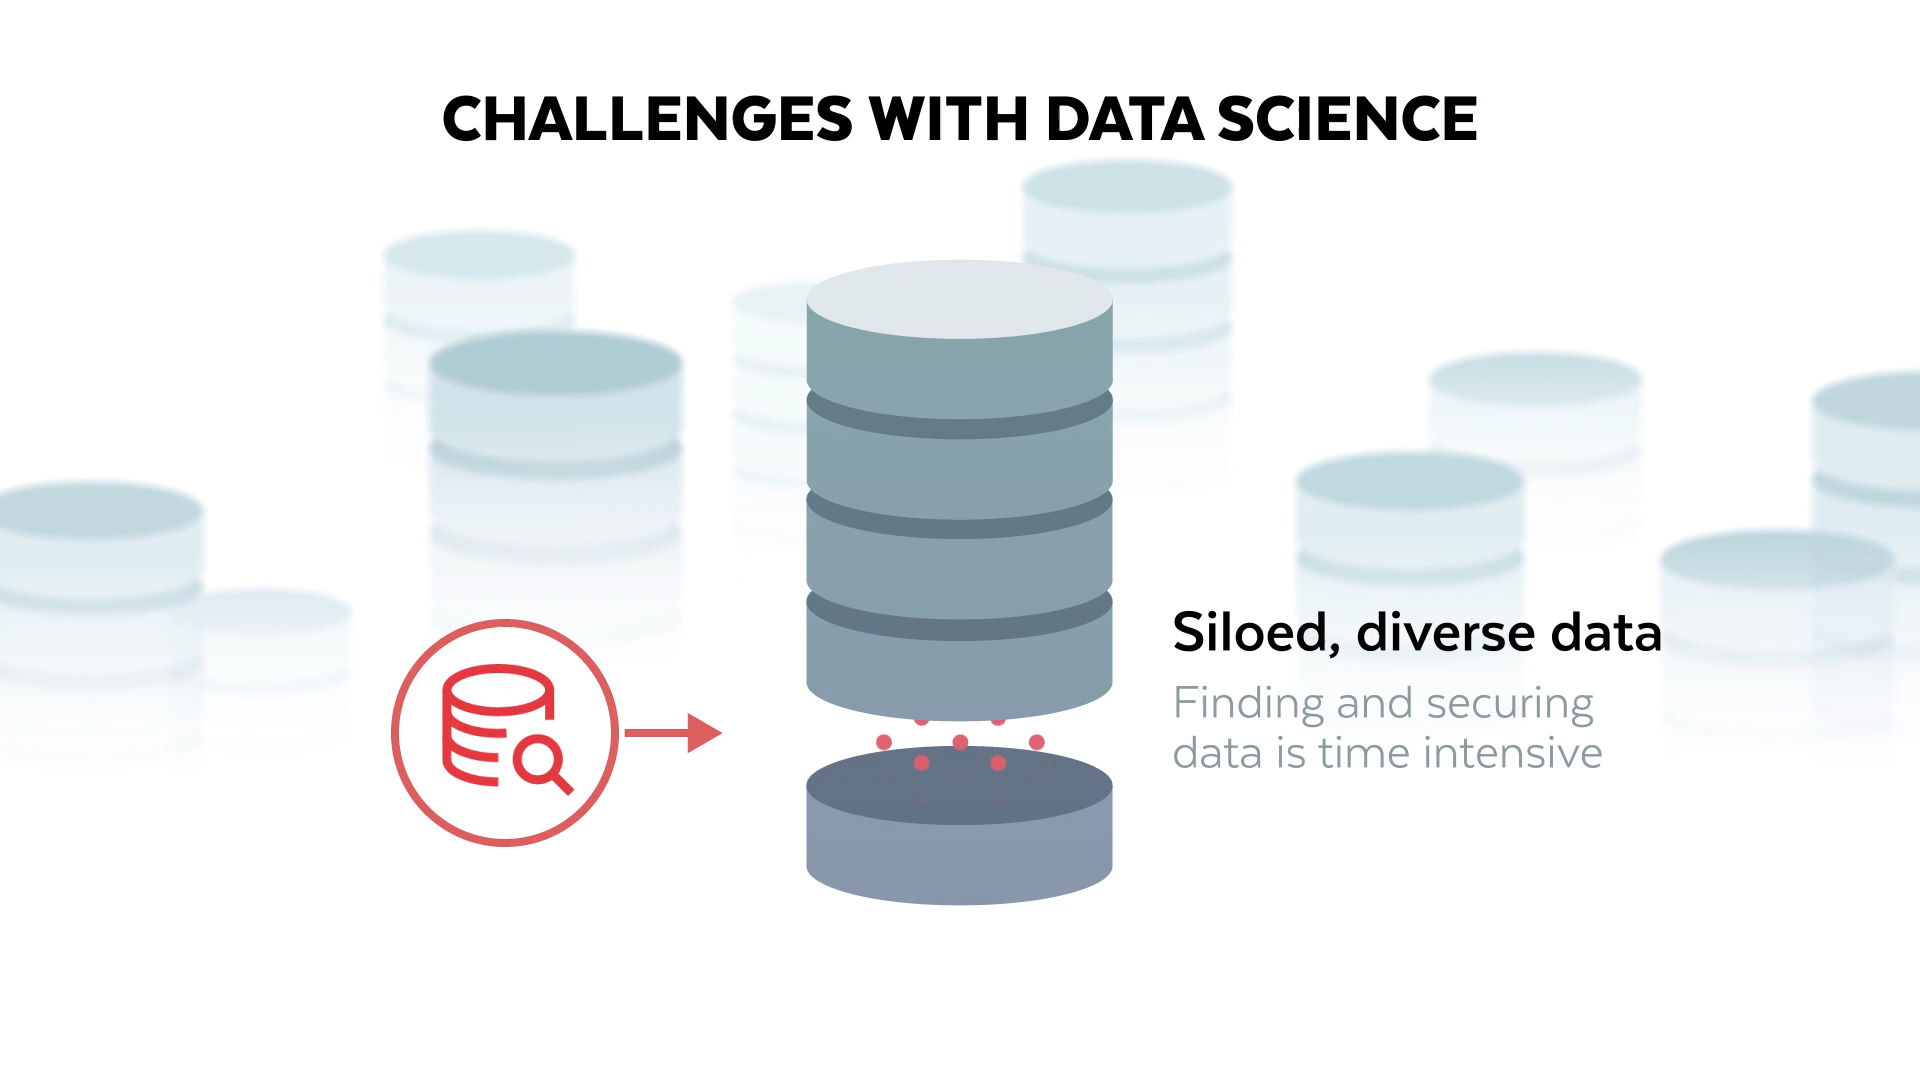 CHALLENGES WITH DATA SCIENCE
Siloed, diverse data
Finding and securing
data is time intensive